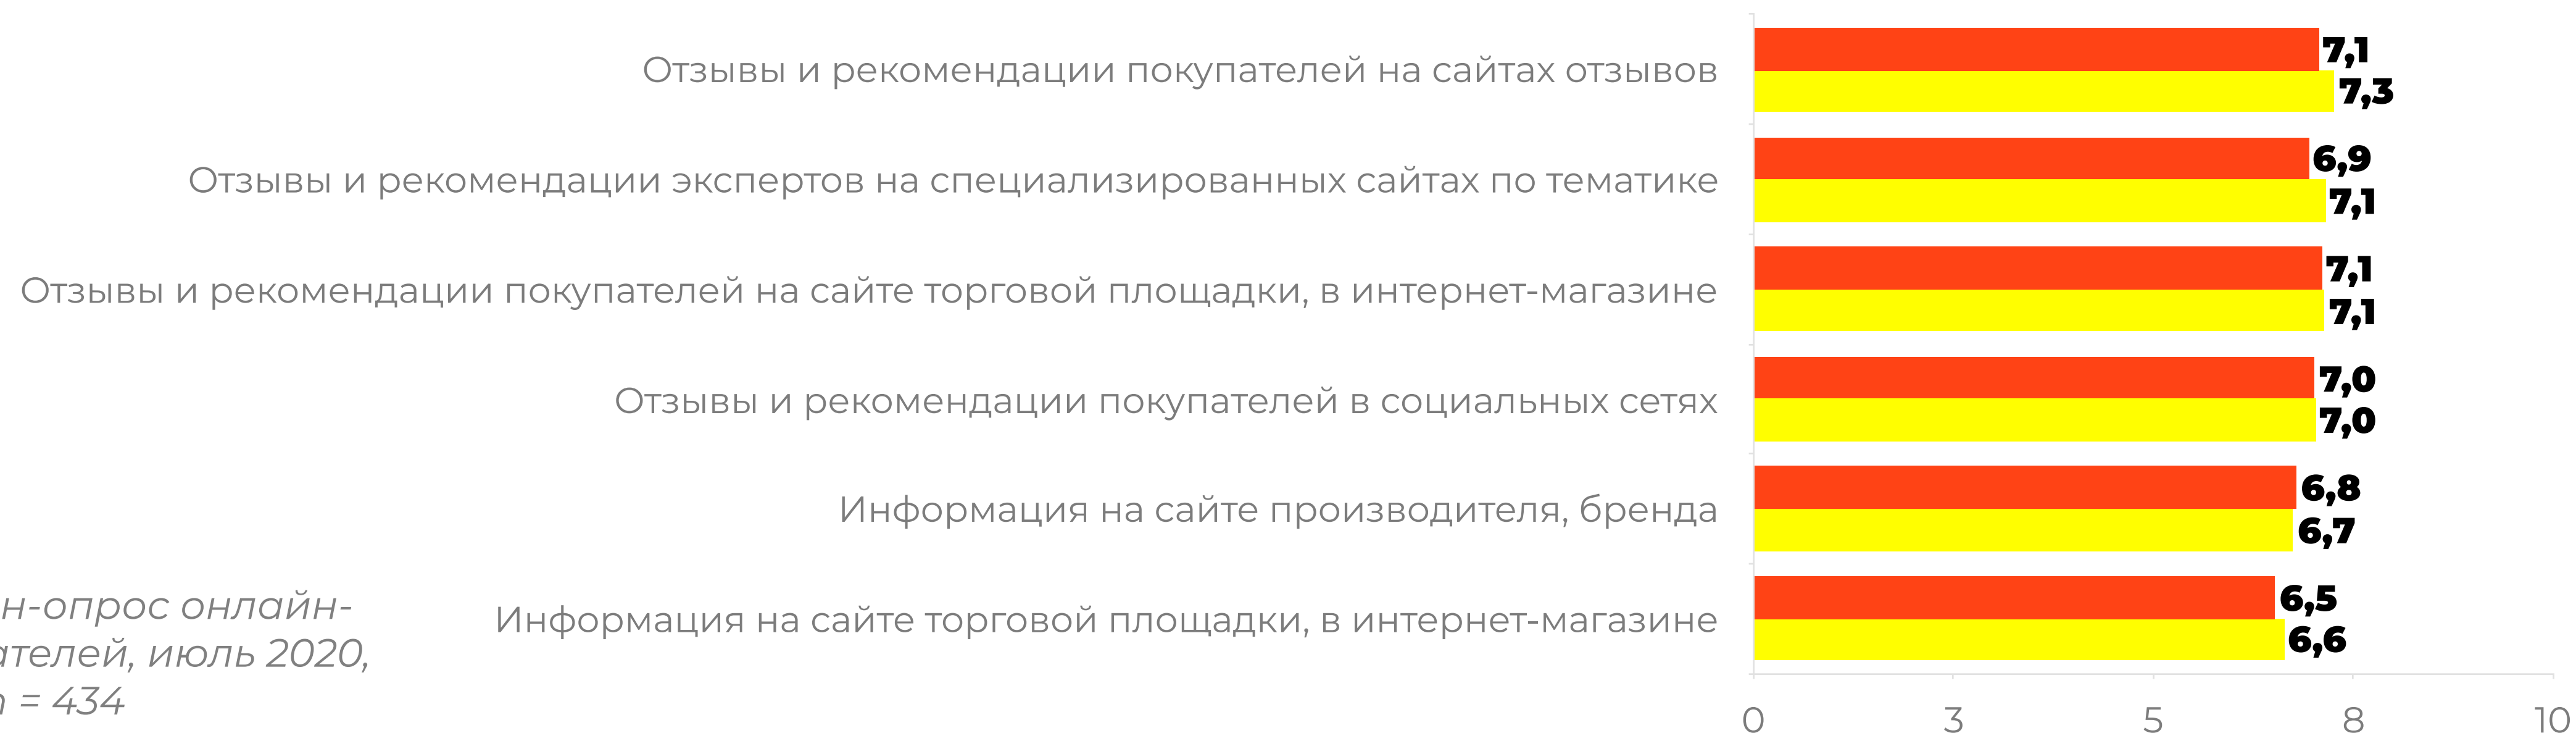 Отзывы и рекомендации покупателей на сайтах отзывов
7,1
7,3
Отзывы и рекомендации экспертов на специализированных сайтах по тематике
6,9
7,1
Отзывы и рекомендации покупателей на сайте торговой площадки, в интернет-магазине
7,1
7,1
Отзывы и рекомендации покупателей в социальных сетях
7,0
7,0
Информация на сайте производителя, бренда
6,8
6,7
Информация на сайте торговой площадки, в интернет-магазине
6,5
6,6
н-опрос онлайн-
ателей, июль 2020,
= 434
0 3 5 8 10